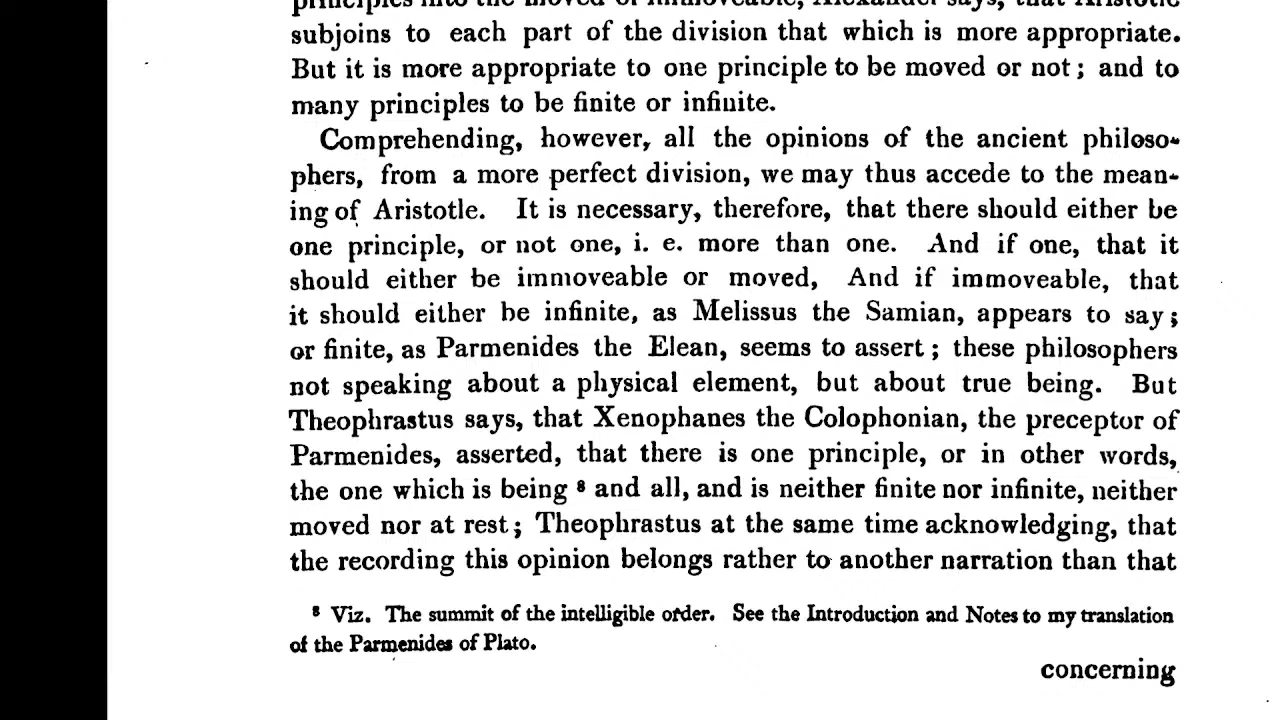 principles into the moved or immoveable, Alexander says, that Aristotle
subjoins to each part of the division that which is more appropriate.
But it is more appropriate to one principle to be moved or not; and to
many principles to be finite or infinite.
Comprehending, however, all the opinions of the ancient philoso-
phers, from a more perfect division, we may thus accede to the mean-
ing of Aristotle. It is necessary, therefore, that there should either be
one principle, or not one, i. e. more than one. And if one, that it
should either be immoveable or moved, And if immoveable, that
it should either be infinite, as Melissus the Samian, appears to say;
or finite, as Parmenides the Elean, seems to assert; these philosophers
not speaking about a physical element, but about true being. But
Theophrastus says, that Xenophanes the Colophonian, the preceptor of
Parmenides, asserted, that there is one principle, or in other words,
the one which is being 8 and all, and is neither finite nor infinite, neither
moved nor at rest; Theophrastus at the same time acknowledging, that
the recording this opinion belongs rather to another narration than that
8 Viz. The summit of the intelligible order. See the Introduction and Notes to my translation
of the Parmenides of Plato.
concerning